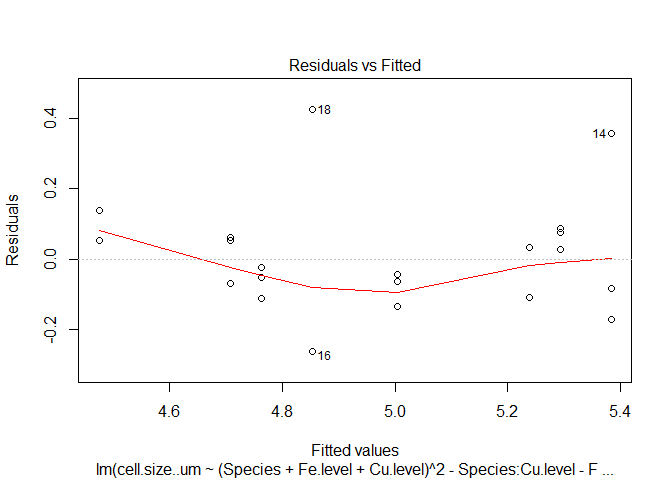 Residuals vs Fitted
Residuals
0.4
0.2
0.0
-0.2
18
14
16
4.6 4.8 5.0 5.2 5.4
Fitted values
lm(cell.size..um ~ (Species + Fe.level + Cu.level)^2 - Species:Cu.level - F ...